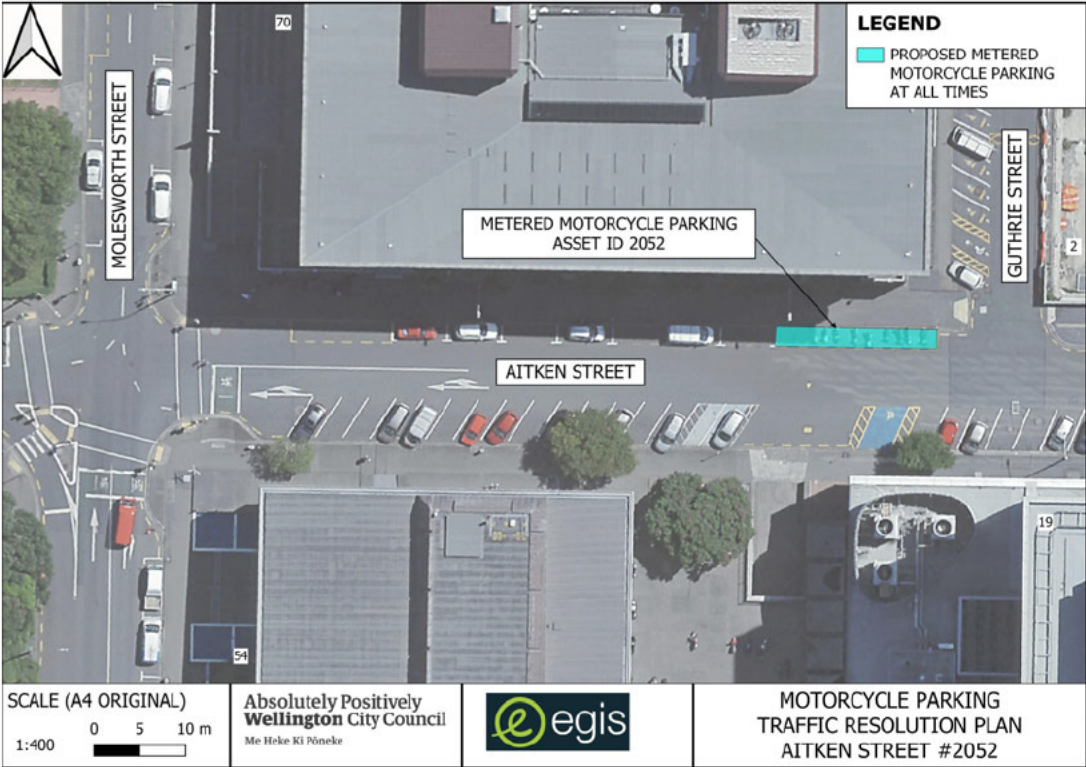 70
LEGEND
PROPOSED METERED
MOTORCYCLE PARKING
AT ALL TIMES
MOLESWORTH STREET
GUTHRIE STREET
METERED MOTORCYCLE PARKING
ASSET ID 2052
2
AITKEN STREET
19
54
SCALE (A4 ORIGINAL)
1:400
0 5 10 m
Absolutely Positively
Wellington City Council
Me Heke Ki Pōneke
e egis
MOTORCYCLE PARKING
TRAFFIC RESOLUTION PLAN
AITKEN STREET #2052